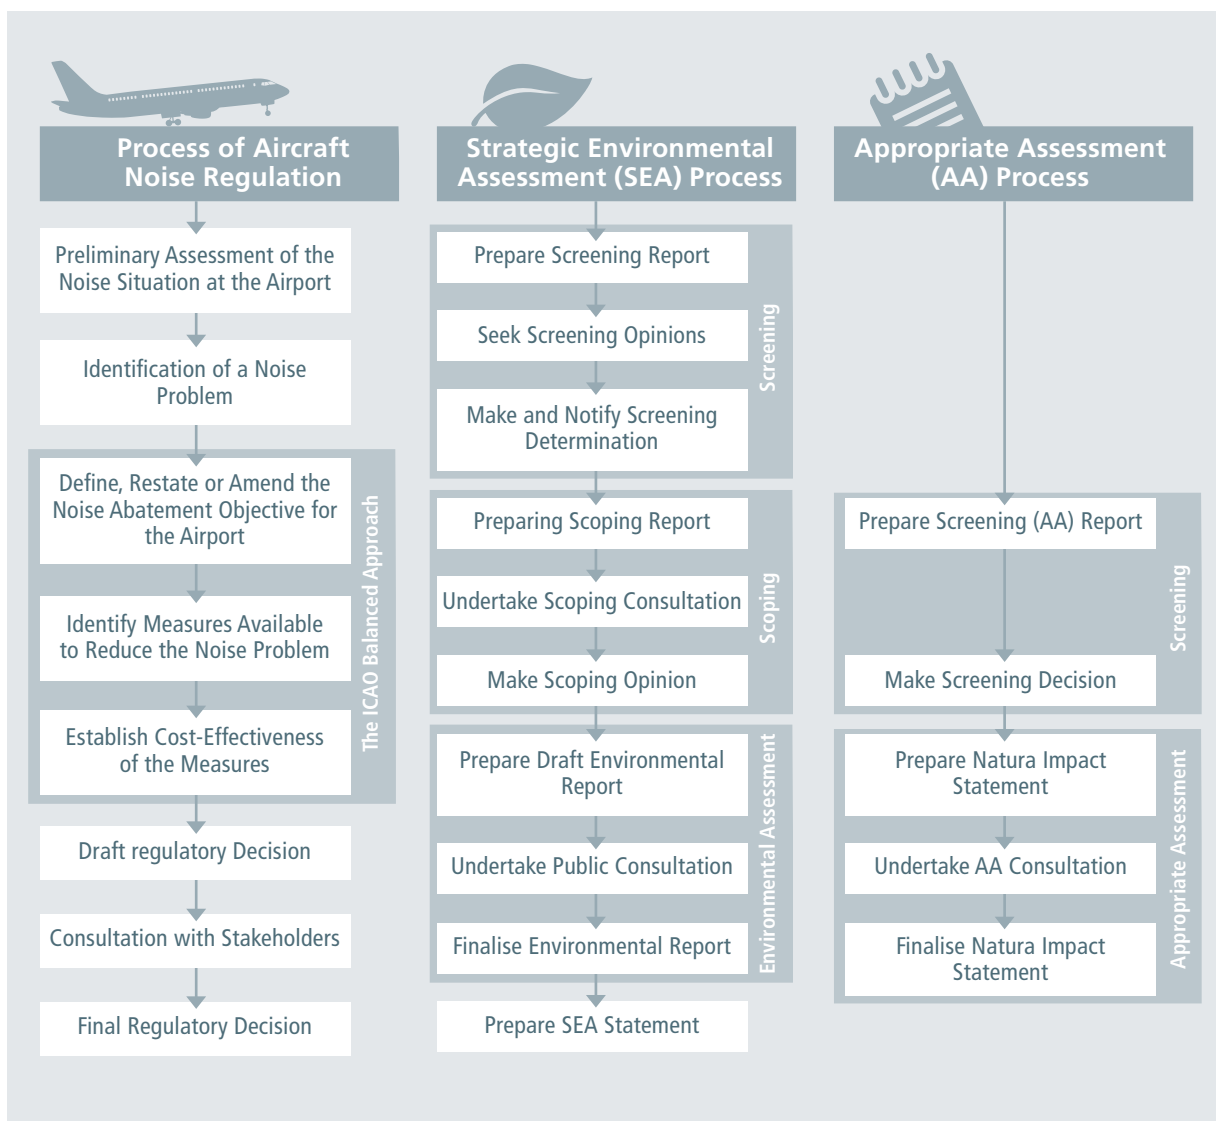 Process of Aircraft
Noise Regulation
Preliminary Assessment of the
Noise Situation at the Airport
Identification of a Noise
Problem
Define, Restate or Amend the
Noise Abatement Objective for
the Airport
Identify Measures Available
to Reduce the Noise Problem
Establish Cost-Effectiveness
of the Measures
The ICAO Balanced Approach
Draft regulatory Decision
Consultation with Stakeholders
Final Regulatory Decision
Strategic Environmental
Assessment (SEA) Process
Prepare Screening Report
Seek Screening Opinions
Make and Notify Screening
Determination
Screening
Preparing Scoping Report
Undertake Scoping Consultation
Make Scoping Opinion
Scoping
Prepare Draft Environmental
Report
Undertake Public Consultation
Finalise Environmental Report
Environmental Assessment
Prepare SEA Statement
Appropriate Assessment
(AA) Process
Prepare Screening (AA) Report
Make Screening Decision
Screening
Prepare Natura Impact
Statement
Undertake AA Consultation
Finalise Natura Impact
Statement
Appropriate Assessment